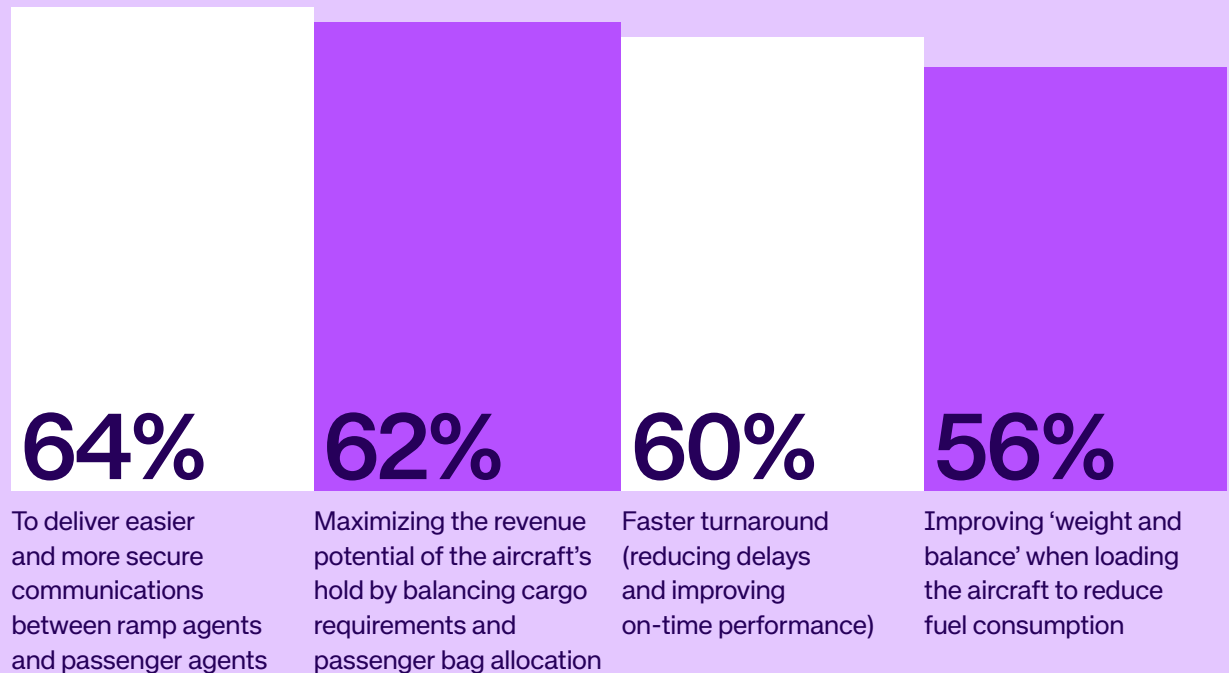 64%
To deliver easier
and more secure
communications
between ramp agents
and passenger agents
62%
Maximizing the revenue
potential of the aircraft’s
hold by balancing cargo
requirements and
passenger bag allocation
60%
Faster turnaround
(reducing delays
and improving
on-time performance)
56%
Improving ‘weight and
balance’ when loading
the aircraft to reduce
fuel consumption